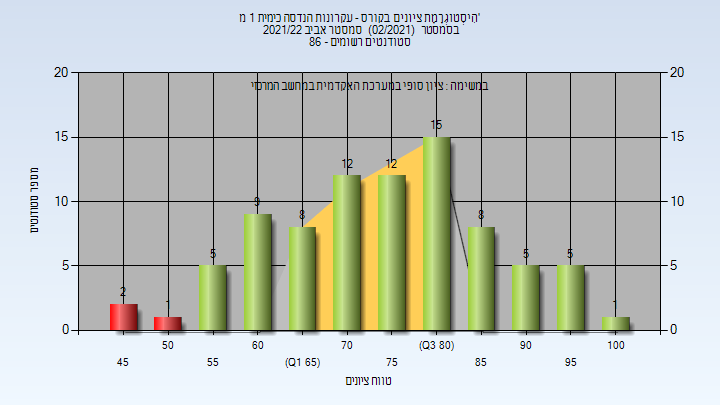 'הִיסְטוֹגְרָמַת ציונים בקורס - עקרונות הנדסה כימית 1 מ
בסמסטר (02/2021) סמסטר אביב 2021/22
סטודנטים רשומים - 86
במשימה : ציון סופי במערכת האקדמית במחשב המרכזי
20 20
15 15
10 10
5 5
0 0
2 1 5 9 8 12 12 15 8 5 5 1
מספר סטודנטים
50 60 70 (Q3 80) 90 100
45 55 (Q1 65) 75 85 95
טווח ציונים